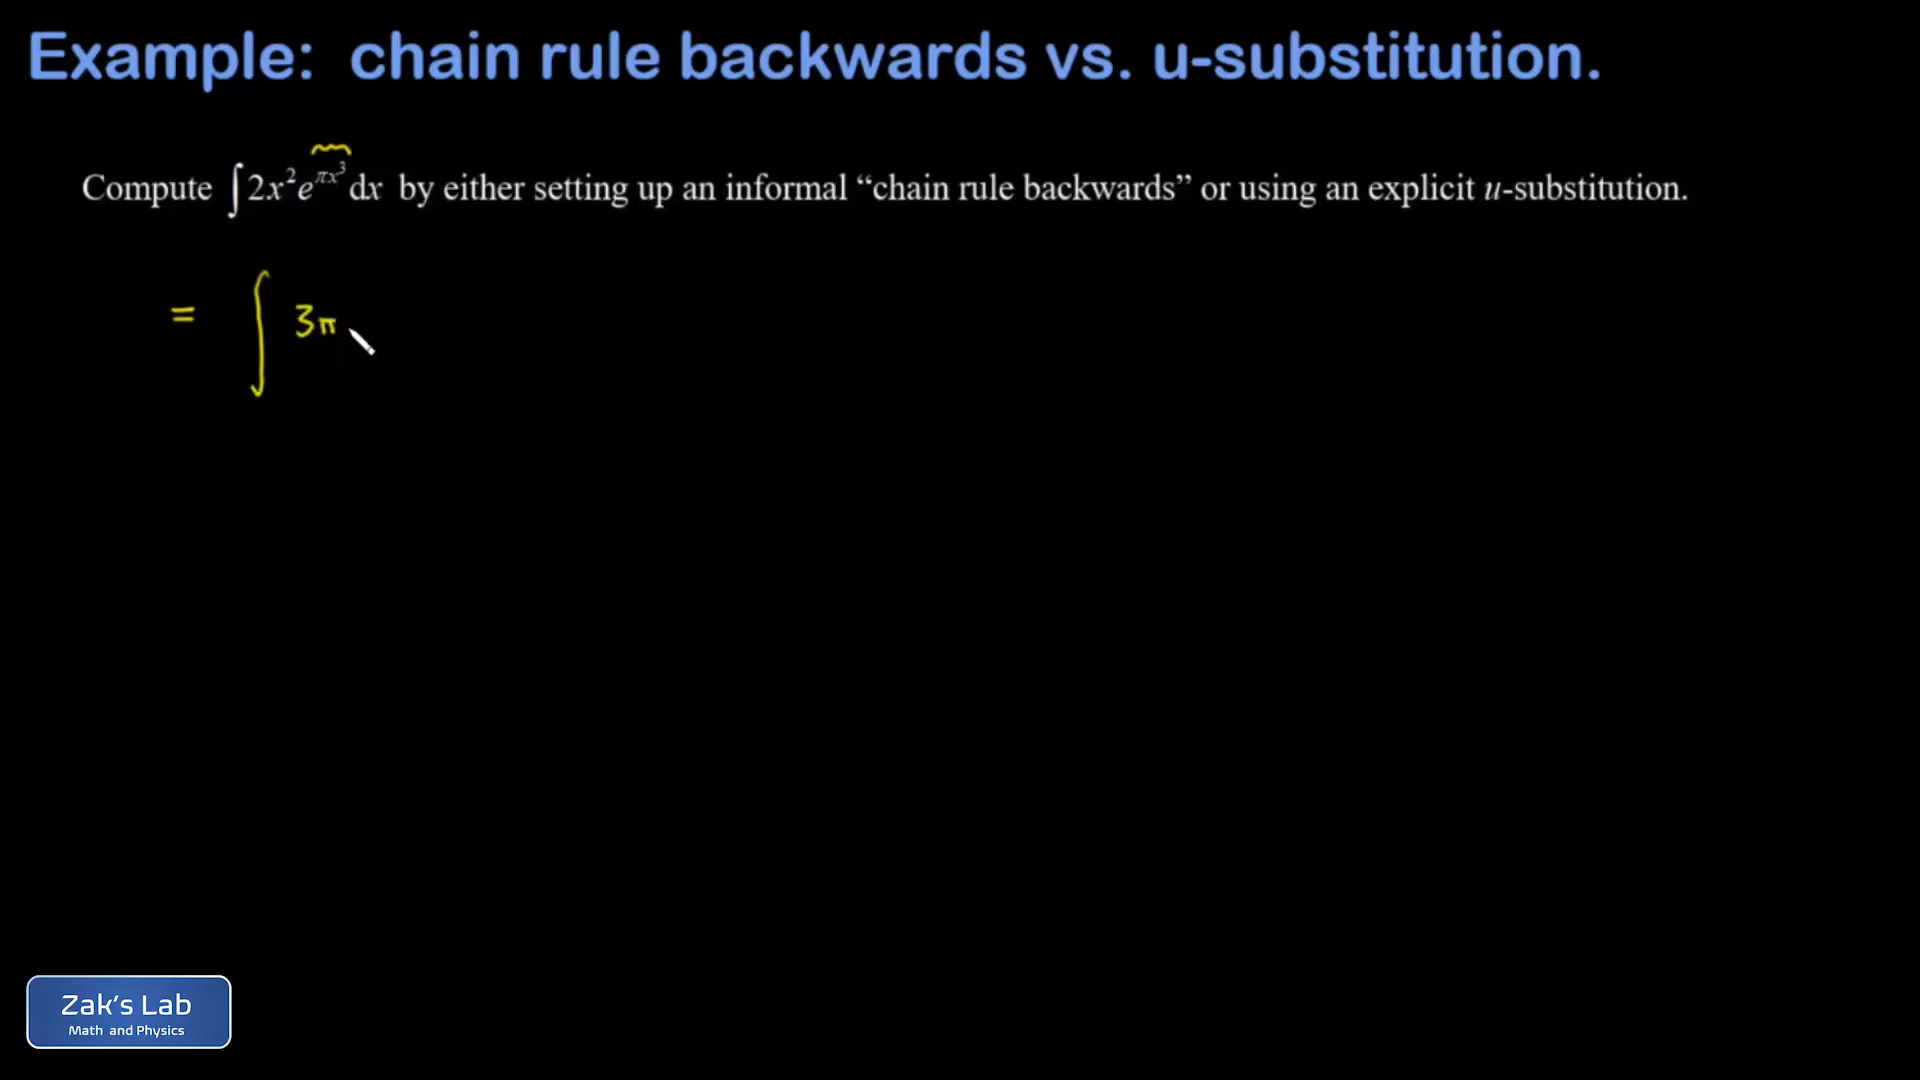 Example: chain rule backwards vs. u-substitution.
Compute ∫2x²e^{πx³}dx by either setting up an informal “chain rule backwards” or using an explicit u-substitution.
= ∫ 3π
Zak's Lab
Math and Physics